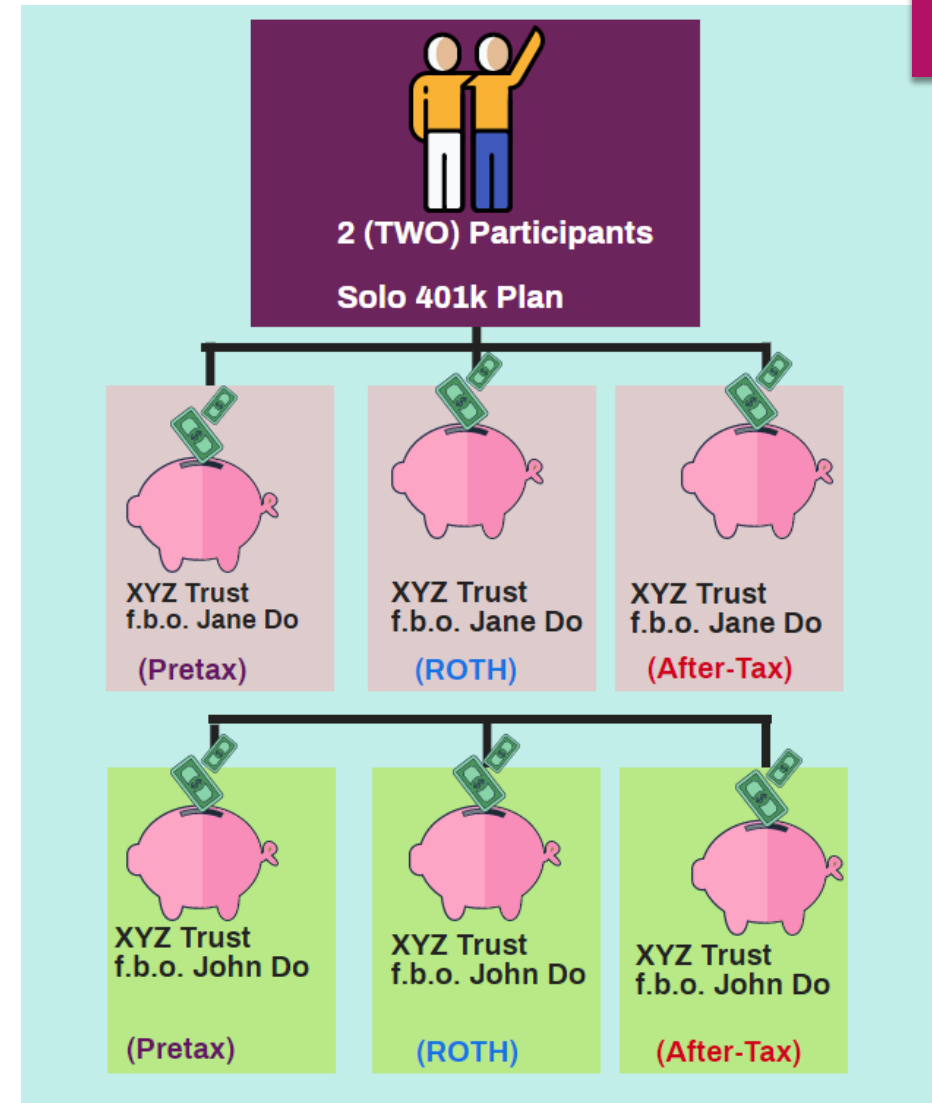 2 (TWO) Participants
Solo 401k Plan
XYZ Trust
f.b.o. Jane Do
(Pretax)
XYZ Trust
f.b.o. Jane Do
(ROTH)
XYZ Trust
f.b.o. Jane Do
(After-Tax)
XYZ Trust
f.b.o. John Do
(Pretax)
XYZ Trust
f.b.o. John Do
(ROTH)
XYZ Trust
f.b.o. John Do
(After-Tax)